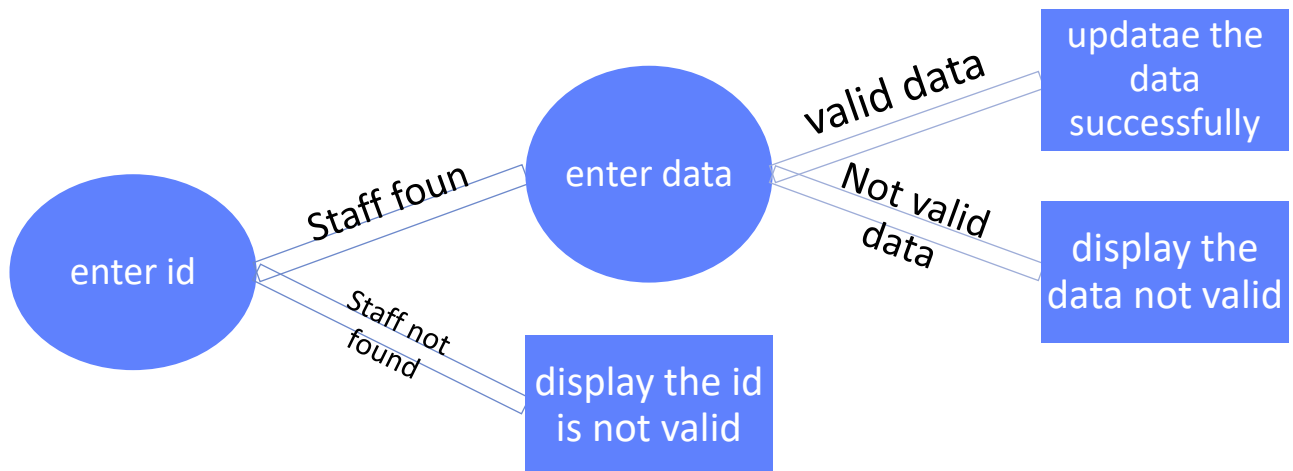 enter id
Staff foun
Staff not
found
enter data
display the id
is not valid
valid data
Not valid
data
updatae the
data
successfully
display the
data not valid